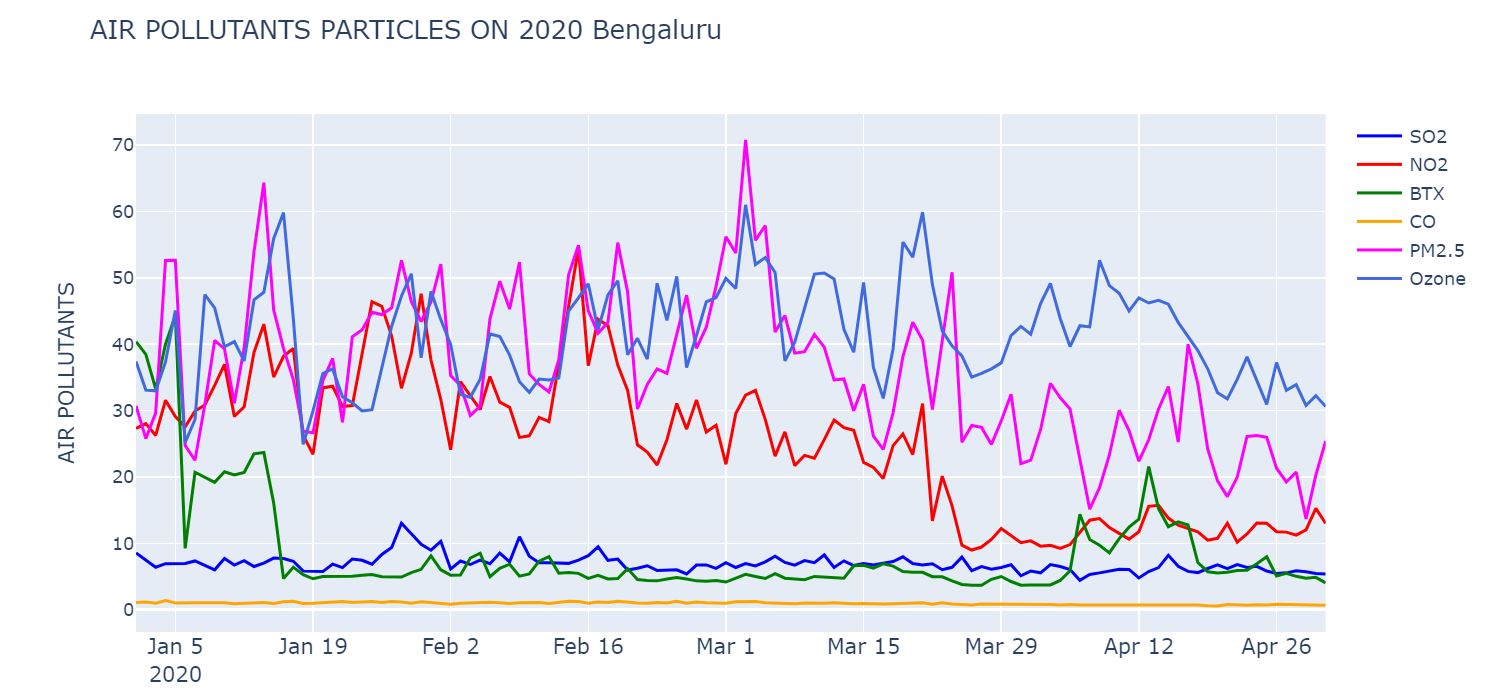 AIR POLLUTANTS PARTICLES ON 2020 Bengaluru
AIR POLLUTANTS
70
60
50
40
30
20
10
0
Jan 5
2020
Jan 19
Feb 2
Feb 16
Mar 1
Mar 15
Mar 29
Apr 12
Apr 26
SO2
NO2
BTX
CO
PM2.5
Ozone